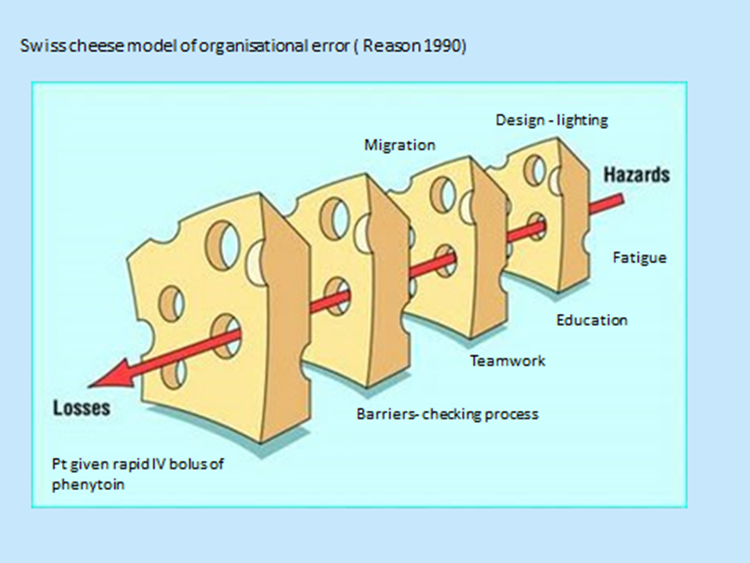 Swiss cheese model of organisational error ( Reason 1990)
Design - lighting
Migration
Hazards
Fatigue
Education
Teamwork
Losses
Barriers- checking process
Pt given rapid IV bolus of
phenytoin